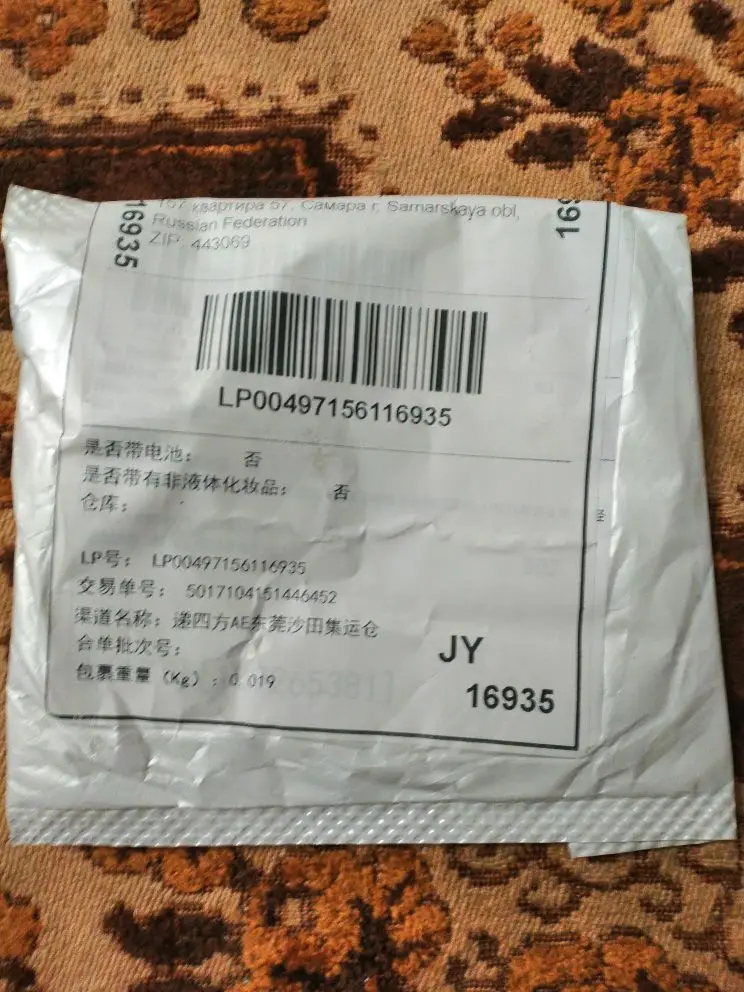 167 квартира 57, Самара г, Samarskaya obl,
Russian Federation
ZIP: 443069
16935
169
LP00497156116935
是否带电池： 否
是否带有非液体化妆品： 否
仓库：
LP号： LP00497156116935
交易单号： 5017104151446452
渠道名称：递四方AE东莞沙田集运仓
合单批次号：
包裹重量（Kg）：0.019
JY
16935